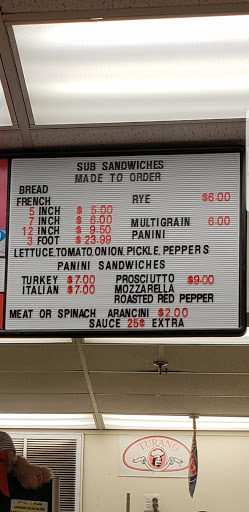 SUB SANDWICHES
MADE TO ORDER
BREAD
FRENCH
5 INCH $ 5.00
7 INCH $ 6.00
12 INCH $ 9.50
3 FOOT $ 23.99
RYE $6.00
MULTIGRAIN 6.00
PANINI
LETTUCE,TOMATO,ONION,PICKLE,PEPPERS
PANINI SANDWICHES
TURKEY $7.00
ITALIAN $7.00
PROSCIUTTO $9.00
MOZZARELLA
ROASTED RED PEPPER
MEAT OR SPINACH ARANCINI $2.00
SAUCE 25¢ EXTRA
TURANO